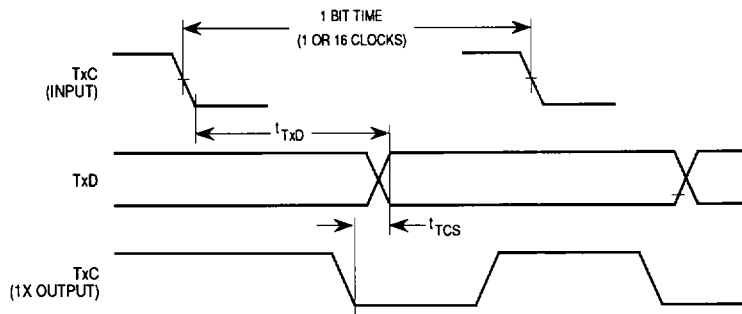 1 BIT TIME
(1 OR 16 CLOCKS)
TxC
(INPUT)
tTxD
TxD
tTCS
TxC
(1X OUTPUT)